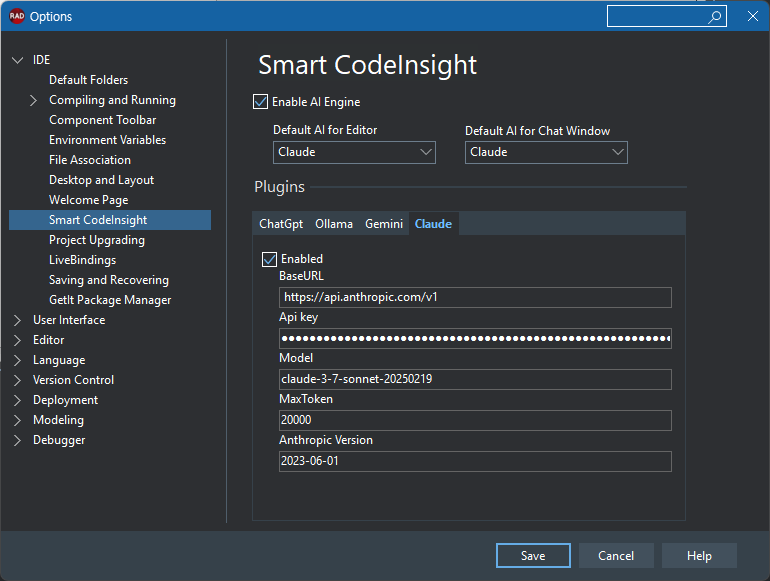 RAD Options
IDE
Default Folders
Compiling and Running
Component Toolbar
Environment Variables
File Association
Desktop and Layout
Welcome Page
Smart CodeInsight
Project Upgrading
LiveBindings
Saving and Recovering
GetIt Package Manager
User Interface
Editor
Language
Version Control
Deployment
Modeling
Debugger
Smart CodeInsight
Enable AI Engine
Default AI for Editor
Default AI for Chat Window
Claude
Claude
Plugins
ChatGpt Ollama Gemini Claude
Enabled
BaseURL
https://api.anthropic.com/v1
Api key
Model
claude-3-7-sonnet-20250219
MaxToken
20000
Anthropic Version
2023-06-01
Save Cancel Help